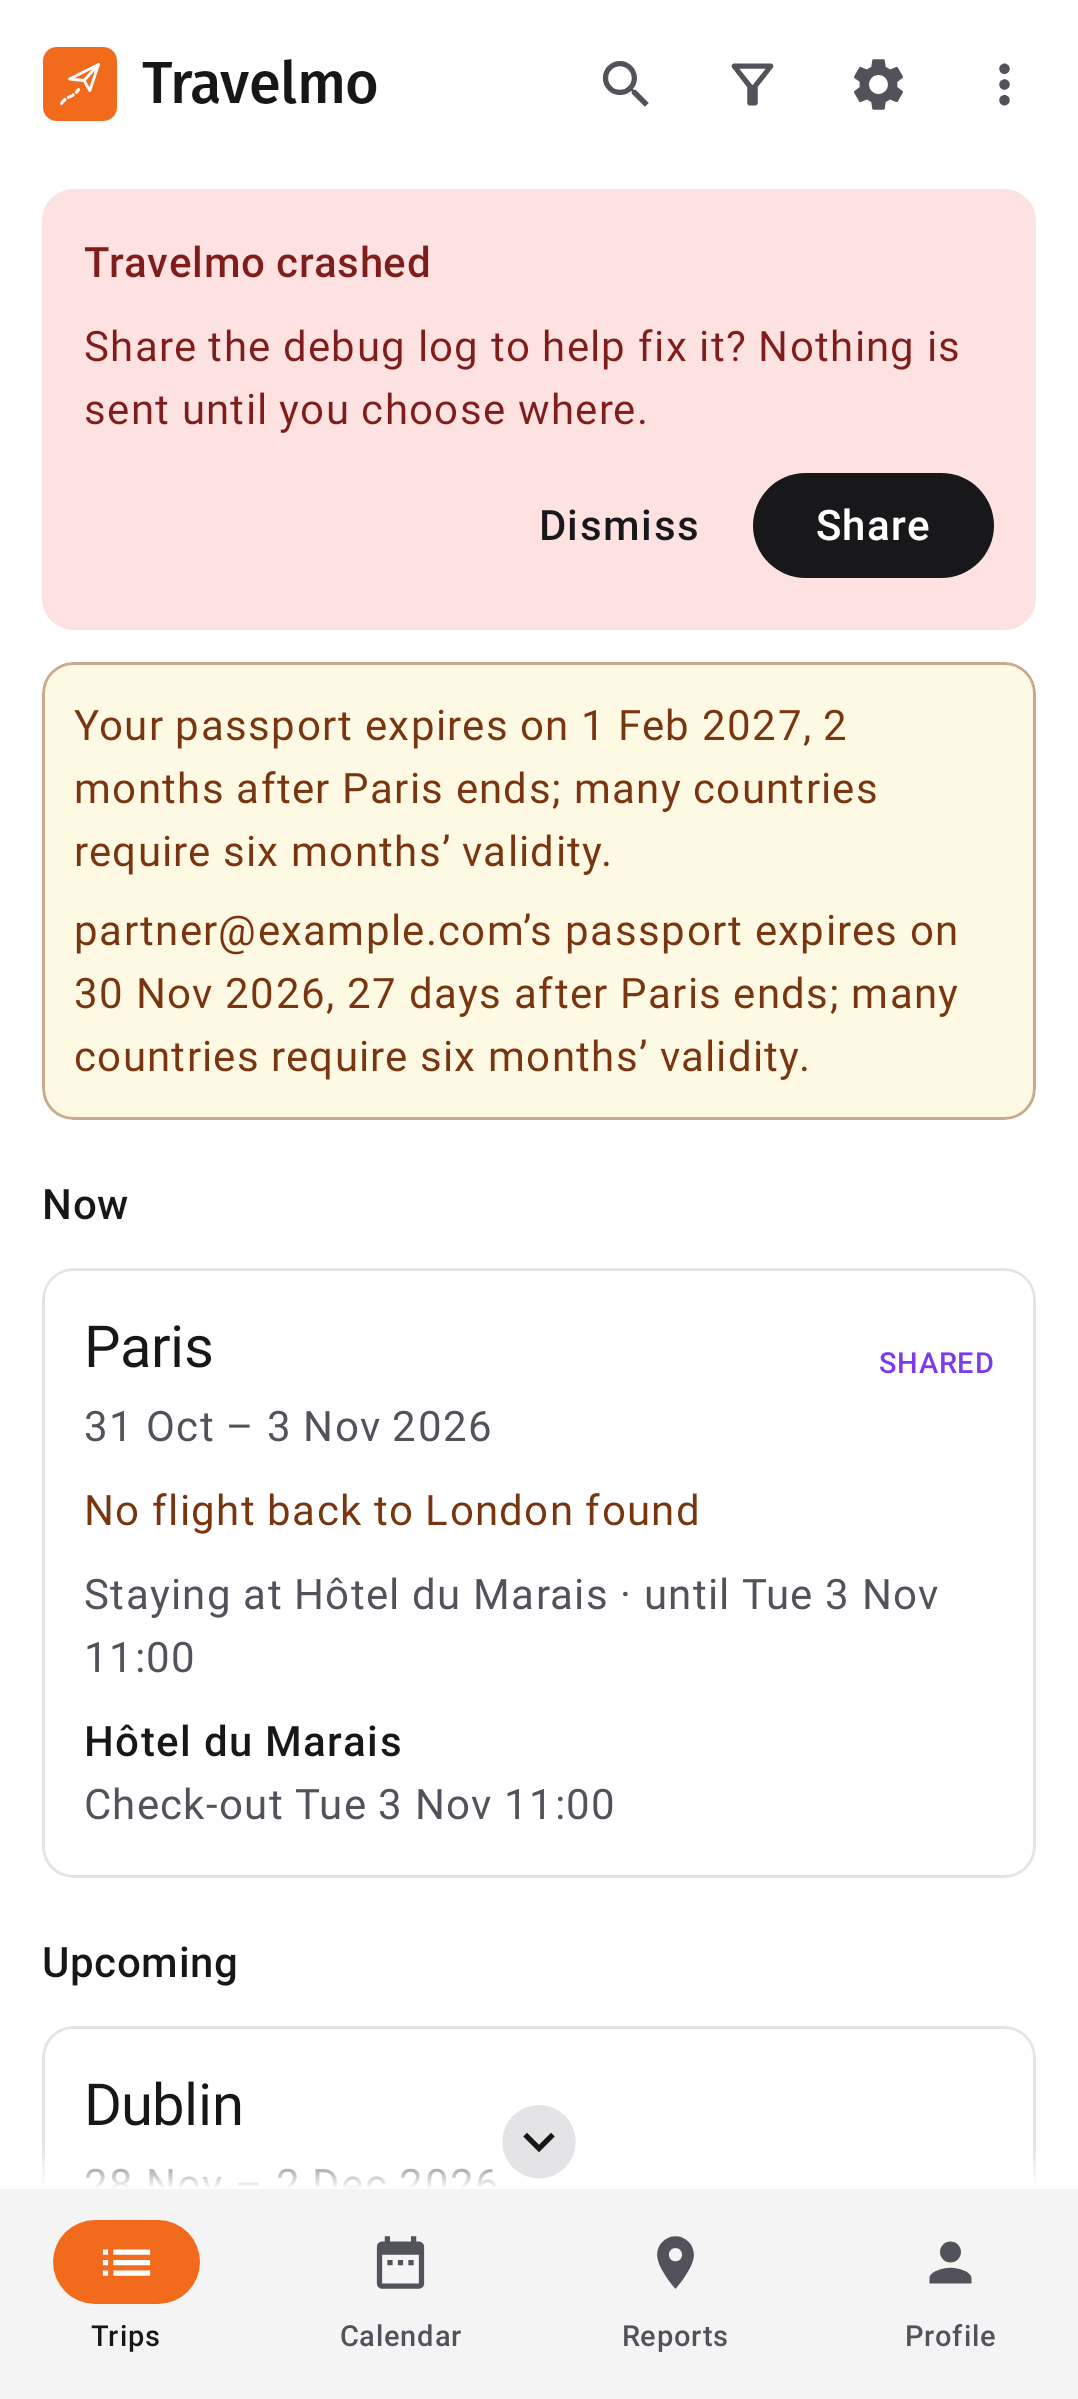 Travelmo
Travelmo crashed
Share the debug log to help fix it? Nothing is
sent until you choose where.
Dismiss
Share
Your passport expires on 1 Feb 2027, 2
months after Paris ends; many countries
require six months’ validity.
partner@example.com’s passport expires on
30 Nov 2026, 27 days after Paris ends; many
countries require six months’ validity.
Now
Paris
SHARED
31 Oct – 3 Nov 2026
No flight back to London found
Staying at Hôtel du Marais · until Tue 3 Nov
11:00
Hôtel du Marais
Check-out Tue 3 Nov 11:00
Upcoming
Dublin
28 Nov – 2 Dec 2026
Trips
Calendar
Reports
Profile